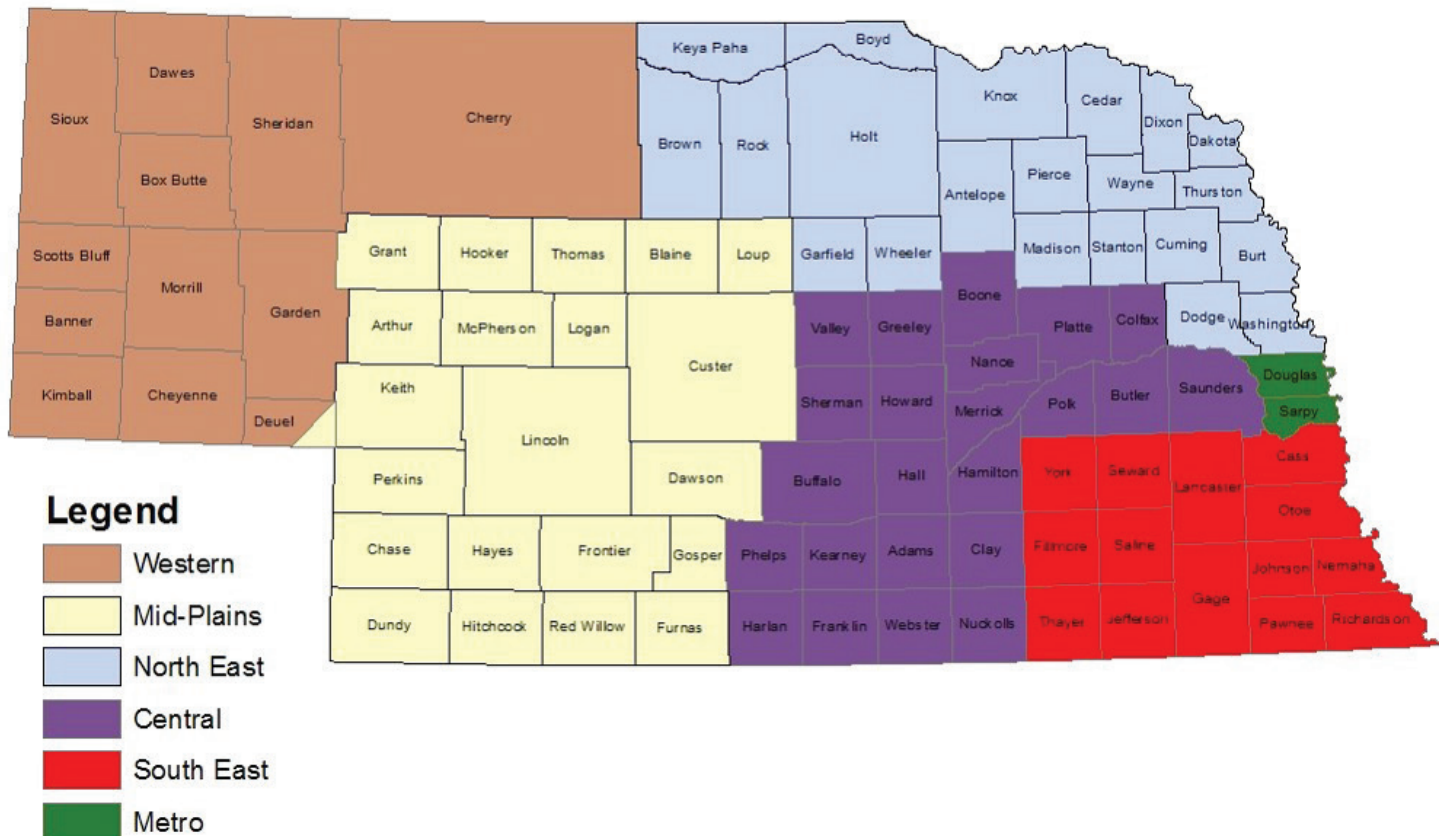 Keya Paha
Boyd
Dawes
Sioux
Sheridan
Cherry
Knox
Cedar
Dixon
Dakota
Brown
Rock
Holt
Box Butte
Antelope
Pierce
Wayne
Thurston
Scotts Bluff
Grant
Hooker
Thomas
Blaine
Loup
Garfield
Wheeler
Madison
Stanton
Cuming
Burt
Morrill
Banner
Garden
Arthur
McPherson
Logan
Valley
Greeley
Boone
Platte
Colfax
Dodge
Washington
Custer
Nance
Kimball
Cheyenne
Deuel
Keith
Lincoln
Sherman
Howard
Merrick
Polk
Butler
Saunders
Douglas
Sarpy
Perkins
Dawson
Buffalo
Hall
Hamilton
York
Seward
Lancaster
Cass
Otoe
Chase
Hayes
Frontier
Gosper
Phelps
Kearney
Adams
Clay
Fillmore
Saline
Gage
Johnson
Nemaha
Dundy
Hitchcock
Red Willow
Furnas
Harlan
Franklin
Webster
Nuckolls
Thayer
Jefferson
Pawnee
Richardson
Legend
Western
Mid-Plains
North East
Central
South East
Metro